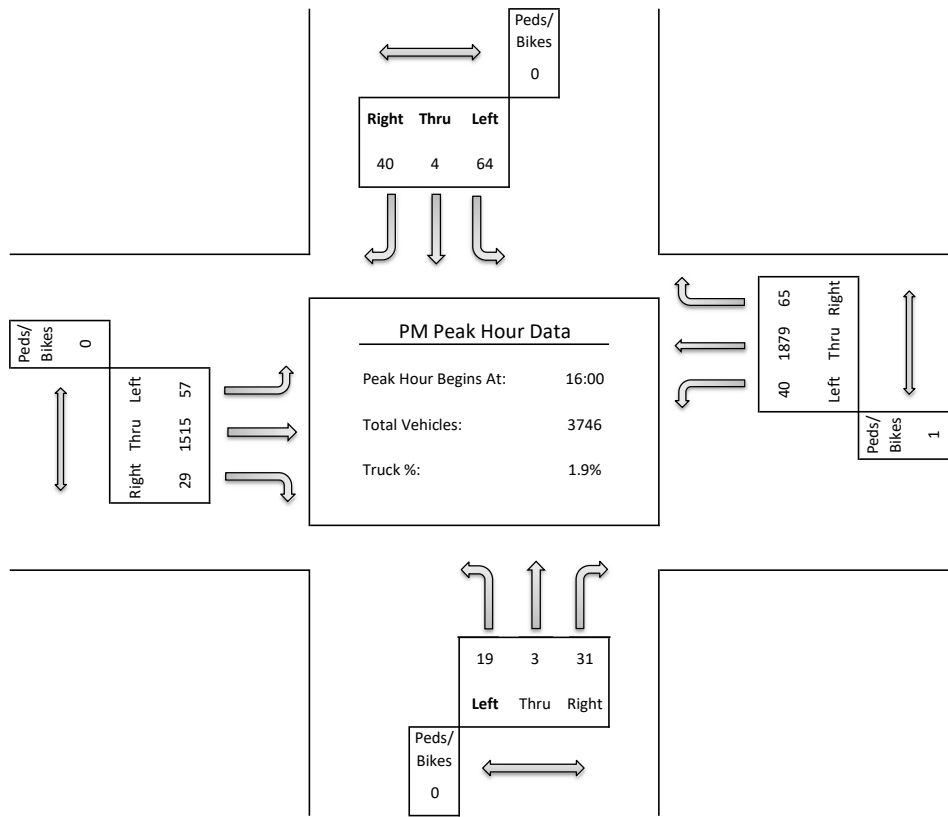 Peds/
Bikes
0
Right Thru Left
40 4 64
Peds/
Bikes
0
Left
57
Thru
1515
Right
29
PM Peak Hour Data
Peak Hour Begins At: 16:00
Total Vehicles: 3746
Truck %: 1.9%
65
Right
1879
Thru
40
Left
Peds/
Bikes
1
19 3 31
Left Thru Right
Peds/
Bikes
0